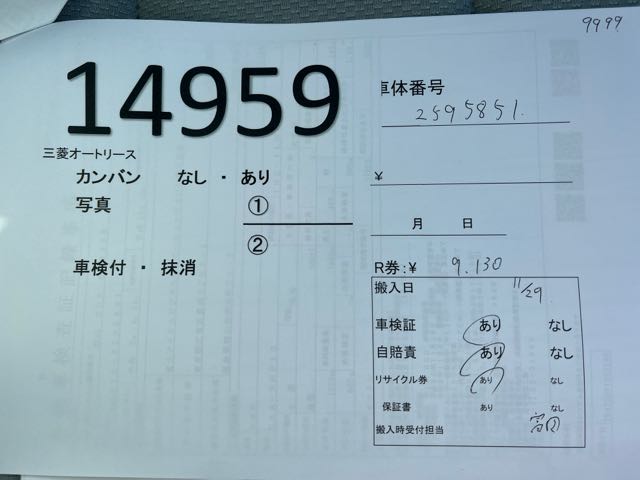 9999
14959
車体番号
2595851.
三菱オートリース
カンバン なし ・ あり
¥
写真 ①
月 日
②
車検付 ・ 抹消
R券:¥ 9.130
搬入日 11/29
車検証 あり なし
自賠責 あり なし
リサイクル券 あり なし
保証書 あり なし
搬入時受付担当